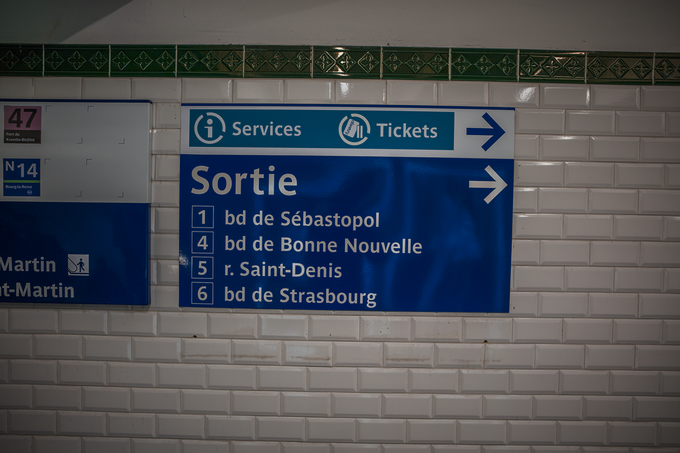 47
N14
Martin
t-Martin
Services
Tickets
Sortie
1 bd de Sébastopol
4 bd de Bonne Nouvelle
5 r. Saint-Denis
6 bd de Strasbourg